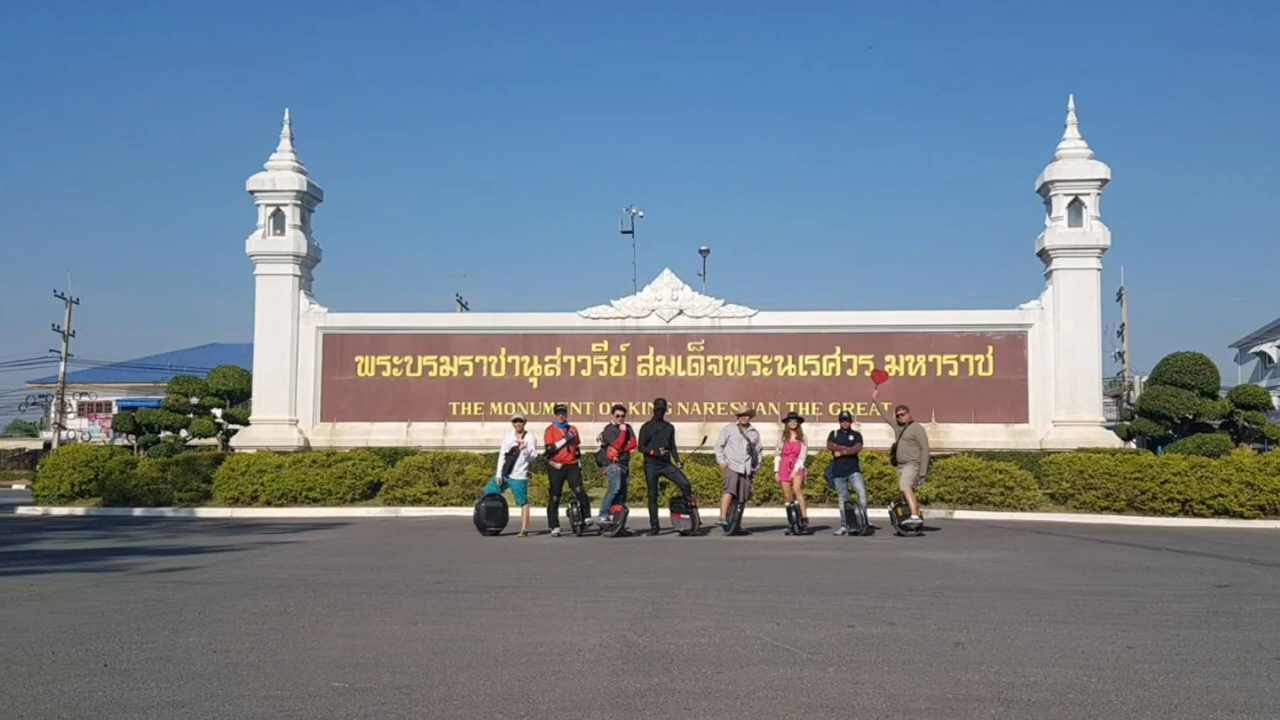 พระบรมราชานุสาวรีย์ สมเด็จพระนเรศวร มหาราช
THE MONUMENT OF KING NARESUAN THE GREAT